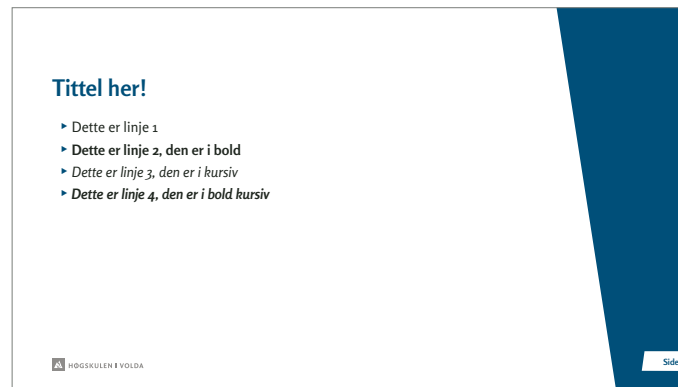 Tittel her!
Dette er linje 1
Dette er linje 2, den er i bold
Dette er linje 3, den er i kursiv
Dette er linje 4, den er i bold kursiv
HØGSKULEN I VOLDA
Side